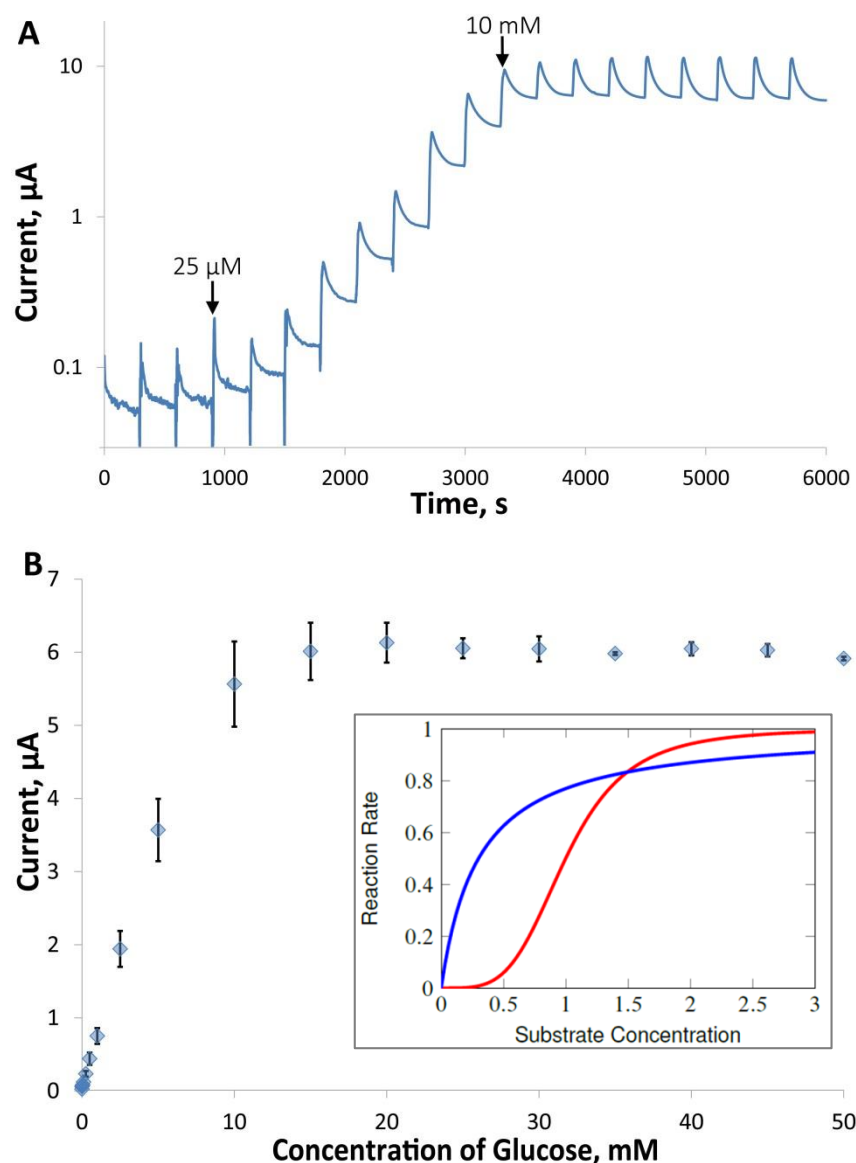 A
10 mM
10
1
25 µM
0.1
Current, µA
0 1000 2000 3000 4000 5000 6000
Time, s
B
7
6
5
4
3
2
1
0
Current, µA
0 10 20 30 40 50
Concentration of Glucose, mM
1
0.8
0.6
0.4
0.2
0
Reaction Rate
0 0.5 1 1.5 2 2.5 3
Substrate Concentration